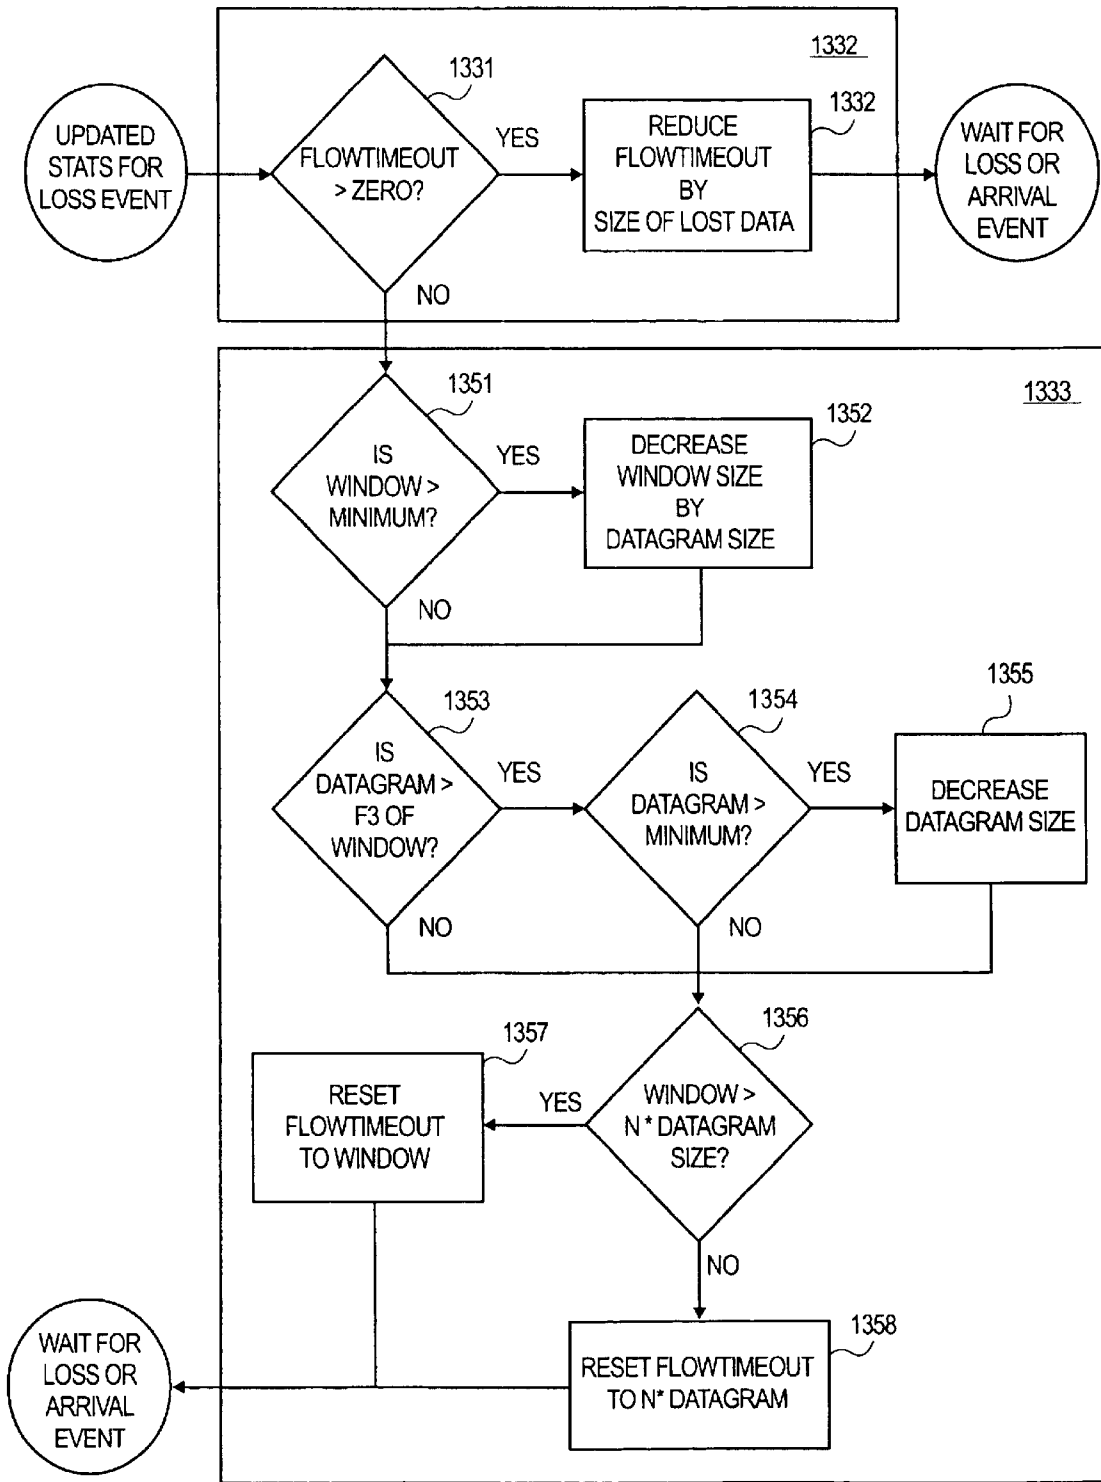 1332
1331
1332
UPDATED
STATS FOR
LOSS EVENT
FLOWTIMEOUT
> ZERO?
YES
REDUCE
FLOWTIMEOUT
BY
SIZE OF LOST DATA
WAIT FOR
LOSS OR
ARRIVAL
EVENT
NO
1333
1351
IS
WINDOW >
MINIMUM?
YES
1352
DECREASE
WINDOW SIZE
BY
DATAGRAM SIZE
NO
1353
IS
DATAGRAM >
F3 OF
WINDOW?
YES
1354
IS
DATAGRAM >
MINIMUM?
YES
1355
DECREASE
DATAGRAM SIZE
NO
NO
1356
WINDOW >
N * DATAGRAM
SIZE?
YES
1357
RESET
FLOWTIMEOUT
TO WINDOW
NO
1358
RESET FLOWTIMEOUT
TO N* DATAGRAM
WAIT FOR
LOSS OR
ARRIVAL
EVENT